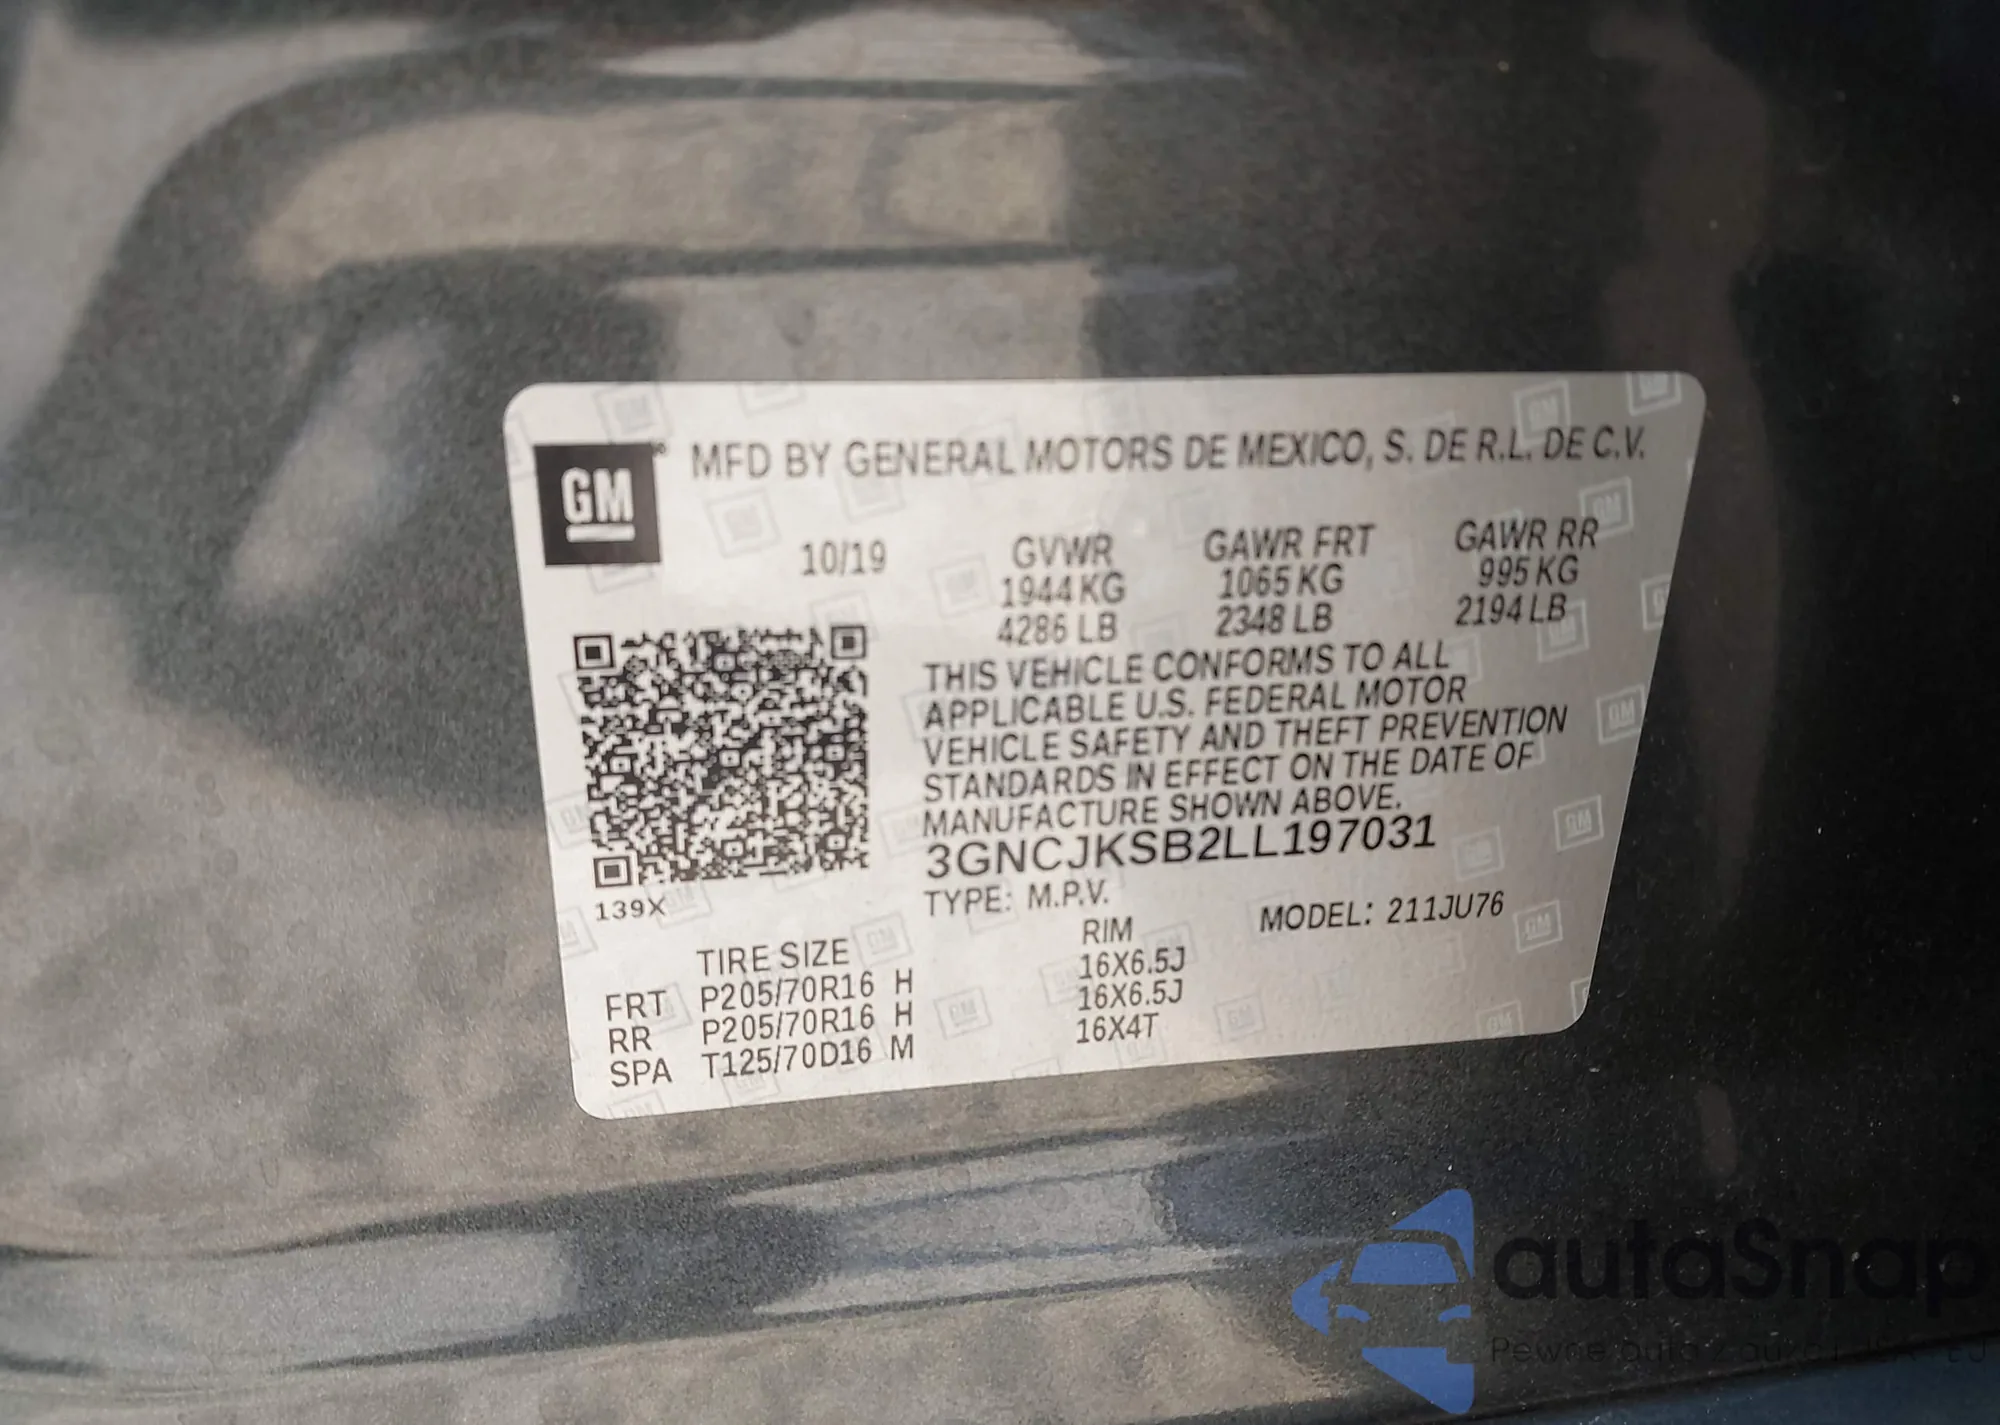 GM
MFD BY GENERAL MOTORS DE MEXICO, S. DE R.L. DE C.V.
10/19 GVWR GAWR FRT GAWR RR
1944 KG 1065 KG 995 KG
4286 LB 2348 LB 2194 LB
THIS VEHICLE CONFORMS TO ALL
APPLICABLE U.S. FEDERAL MOTOR
VEHICLE SAFETY AND THEFT PREVENTION
STANDARDS IN EFFECT ON THE DATE OF
MANUFACTURE SHOWN ABOVE.
3GNCJKSB2LL197031
139X
TYPE: M.P.V. MODEL: 211JU76
TIRE SIZE RIM
FRT P205/70R16 H 16X6.5J
RR P205/70R16 H 16X6.5J
SPA T125/70D16 M 16X4T
autaSnap
Pewne auta z